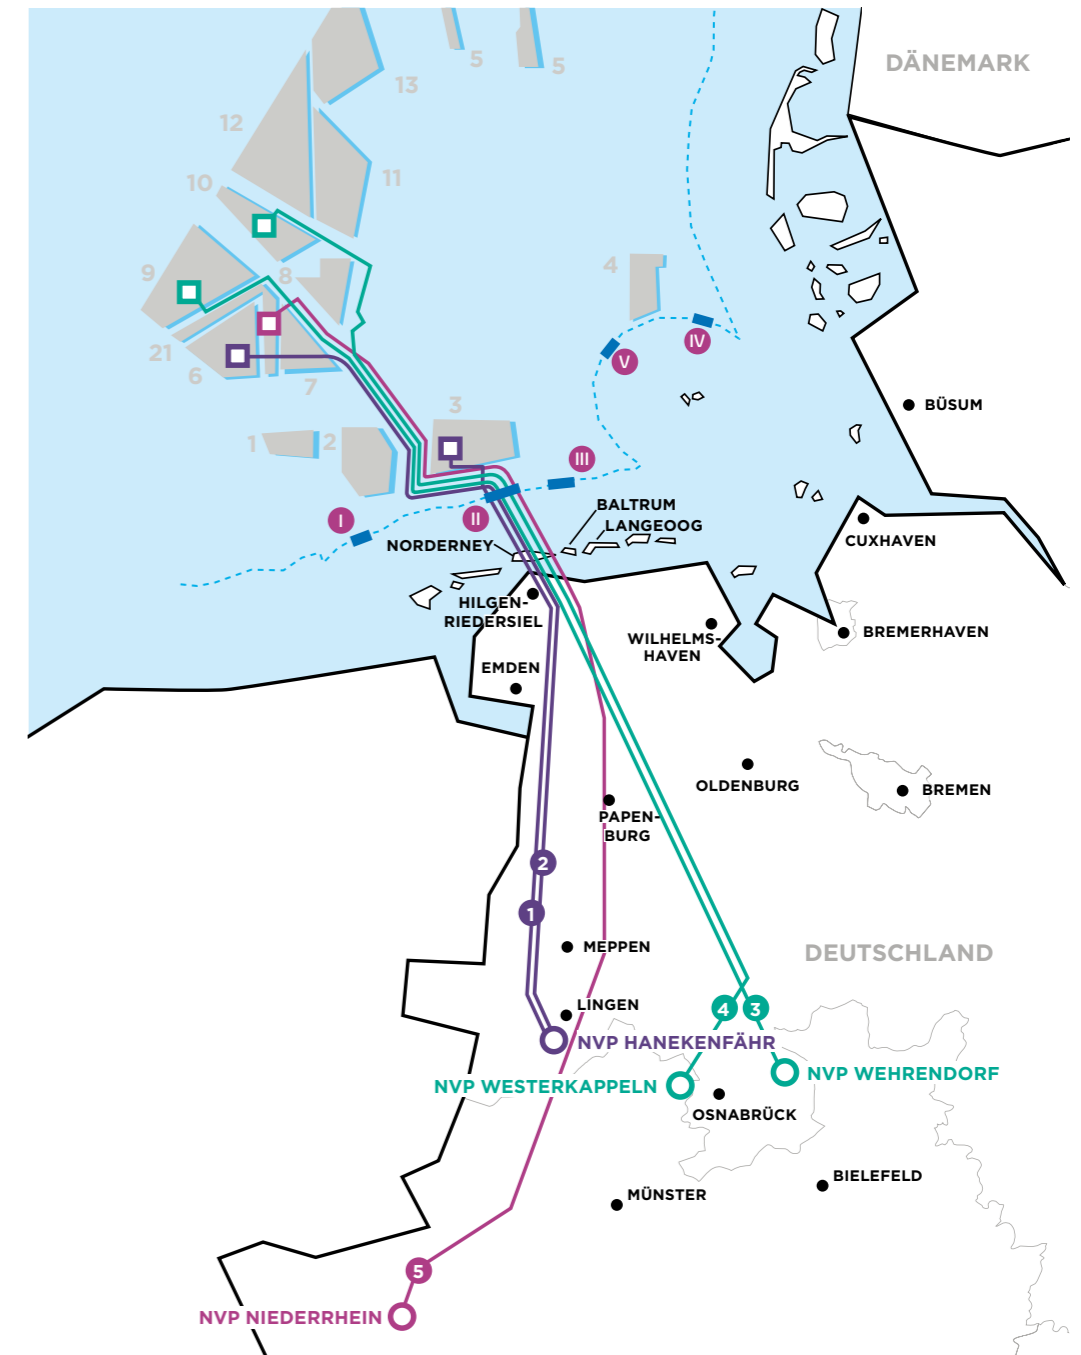 DÄNEMARK
5
5
13
12
11
10
9
8
4
21
6
7
IV
V
3
BÜSUM
1
2
III
I
II
BALTRUM
LANGEOOG
NORDERNEY
CUXHAVEN
HILGEN-
RIEDERSIEL
WILHELMS-
HAVEN
BREMERHAVEN
EMDEN
OLDENBURG
BREMEN
PAPEN-
BURG
2
1
MEPPEN
DEUTSCHLAND
LINGEN
4
3
NVP HANEKENFÄHR
NVP WESTERKAPPELN
NVP WEHRENDORF
OSNABRÜCK
BIELEFELD
MÜNSTER
5
NVP NIEDERRHEIN